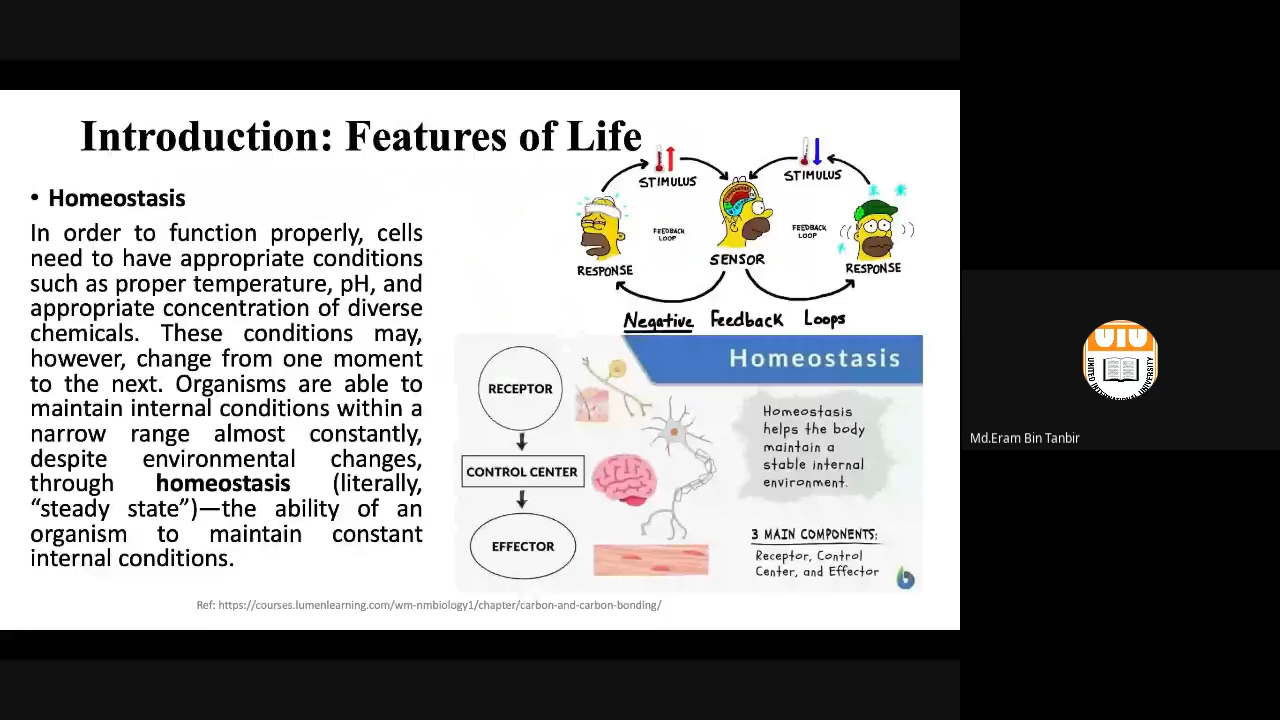 Introduction: Features of Life
• Homeostasis
In order to function properly, cells
need to have appropriate conditions
such as proper temperature, pH, and
appropriate concentration of diverse
chemicals. These conditions may,
however, change from one moment
to the next. Organisms are able to
maintain internal conditions within a
narrow range almost constantly,
despite environmental changes,
through homeostasis (literally,
“steady state”)—the ability of an
organism to maintain constant
internal conditions.
STIMULUS
STIMULUS
FEEDBACK
LOOP
FEEDBACK
LOOP
RESPONSE
SENSOR
RESPONSE
Negative Feedback Loops
Homeostasis
RECEPTOR
CONTROL CENTER
EFFECTOR
Homeostasis
helps the body
maintain a
stable internal
environment.
3 MAIN COMPONENTS:
Receptor, Control
Center, and Effector
Ref: https://courses.lumenlearning.com/wm-nmbiology1/chapter/carbon-and-carbon-bonding/
UIU
UNITED INTERNATIONAL UNIVERSITY
Md.Eram Bin Tanbir